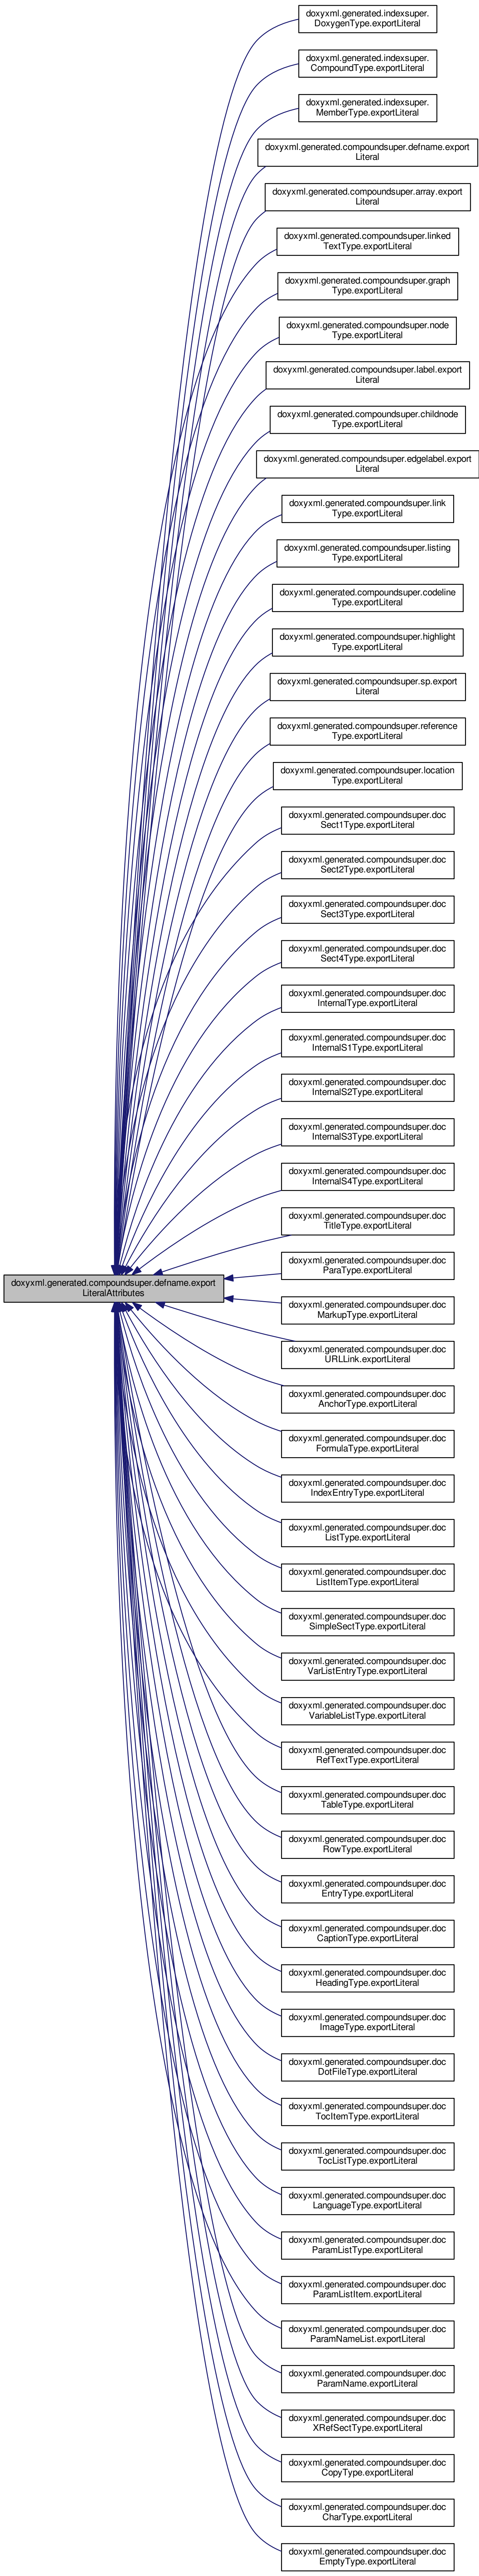 doxyxml.generated.indexsuper.
DoxygenType.exportLiteral
doxyxml.generated.indexsuper.
CompoundType.exportLiteral
doxyxml.generated.indexsuper.
MemberType.exportLiteral
doxyxml.generated.compoundsuper.defname.export
Literal
doxyxml.generated.compoundsuper.array.export
Literal
doxyxml.generated.compoundsuper.linked
TextType.exportLiteral
doxyxml.generated.compoundsuper.graph
Type.exportLiteral
doxyxml.generated.compoundsuper.node
Type.exportLiteral
doxyxml.generated.compoundsuper.label.export
Literal
doxyxml.generated.compoundsuper.childnode
Type.exportLiteral
doxyxml.generated.compoundsuper.edgelabel.export
Literal
doxyxml.generated.compoundsuper.link
Type.exportLiteral
doxyxml.generated.compoundsuper.listing
Type.exportLiteral
doxyxml.generated.compoundsuper.codeline
Type.exportLiteral
doxyxml.generated.compoundsuper.highlight
Type.exportLiteral
doxyxml.generated.compoundsuper.sp.export
Literal
doxyxml.generated.compoundsuper.reference
Type.exportLiteral
doxyxml.generated.compoundsuper.location
Type.exportLiteral
doxyxml.generated.compoundsuper.doc
Sect1Type.exportLiteral
doxyxml.generated.compoundsuper.doc
Sect2Type.exportLiteral
doxyxml.generated.compoundsuper.doc
Sect3Type.exportLiteral
doxyxml.generated.compoundsuper.doc
Sect4Type.exportLiteral
doxyxml.generated.compoundsuper.doc
InternalType.exportLiteral
doxyxml.generated.compoundsuper.doc
InternalS1Type.exportLiteral
doxyxml.generated.compoundsuper.doc
InternalS2Type.exportLiteral
doxyxml.generated.compoundsuper.doc
InternalS3Type.exportLiteral
doxyxml.generated.compoundsuper.doc
InternalS4Type.exportLiteral
doxyxml.generated.compoundsuper.doc
TitleType.exportLiteral
doxyxml.generated.compoundsuper.doc
ParaType.exportLiteral
doxyxml.generated.compoundsuper.defname.export
LiteralAttributes
doxyxml.generated.compoundsuper.doc
MarkupType.exportLiteral
doxyxml.generated.compoundsuper.doc
URLLink.exportLiteral
doxyxml.generated.compoundsuper.doc
AnchorType.exportLiteral
doxyxml.generated.compoundsuper.doc
FormulaType.exportLiteral
doxyxml.generated.compoundsuper.doc
IndexEntryType.exportLiteral
doxyxml.generated.compoundsuper.doc
ListType.exportLiteral
doxyxml.generated.compoundsuper.doc
ListItemType.exportLiteral
doxyxml.generated.compoundsuper.doc
SimpleSectType.exportLiteral
doxyxml.generated.compoundsuper.doc
VarListEntryType.exportLiteral
doxyxml.generated.compoundsuper.doc
VariableListType.exportLiteral
doxyxml.generated.compoundsuper.doc
RefTextType.exportLiteral
doxyxml.generated.compoundsuper.doc
TableType.exportLiteral
doxyxml.generated.compoundsuper.doc
RowType.exportLiteral
doxyxml.generated.compoundsuper.doc
EntryType.exportLiteral
doxyxml.generated.compoundsuper.doc
CaptionType.exportLiteral
doxyxml.generated.compoundsuper.doc
HeadingType.exportLiteral
doxyxml.generated.compoundsuper.doc
ImageType.exportLiteral
doxyxml.generated.compoundsuper.doc
DotFileType.exportLiteral
doxyxml.generated.compoundsuper.doc
TocItemType.exportLiteral
doxyxml.generated.compoundsuper.doc
TocListType.exportLiteral
doxyxml.generated.compoundsuper.doc
LanguageType.exportLiteral
doxyxml.generated.compoundsuper.doc
ParamListType.exportLiteral
doxyxml.generated.compoundsuper.doc
ParamListItem.exportLiteral
doxyxml.generated.compoundsuper.doc
ParamNameList.exportLiteral
doxyxml.generated.compoundsuper.doc
ParamName.exportLiteral
doxyxml.generated.compoundsuper.doc
XRefSectType.exportLiteral
doxyxml.generated.compoundsuper.doc
CopyType.exportLiteral
doxyxml.generated.compoundsuper.doc
CharType.exportLiteral
doxyxml.generated.compoundsuper.doc
EmptyType.exportLiteral